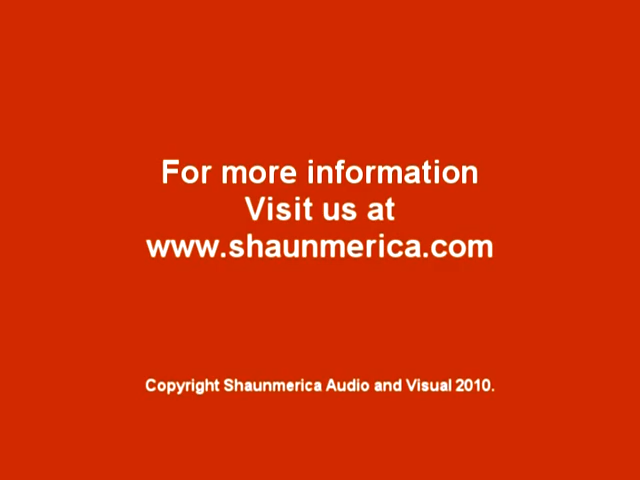 For more information
Visit us at
www.shaunmerica.com
Copyright Shaunmerica Audio and Visual 2010.